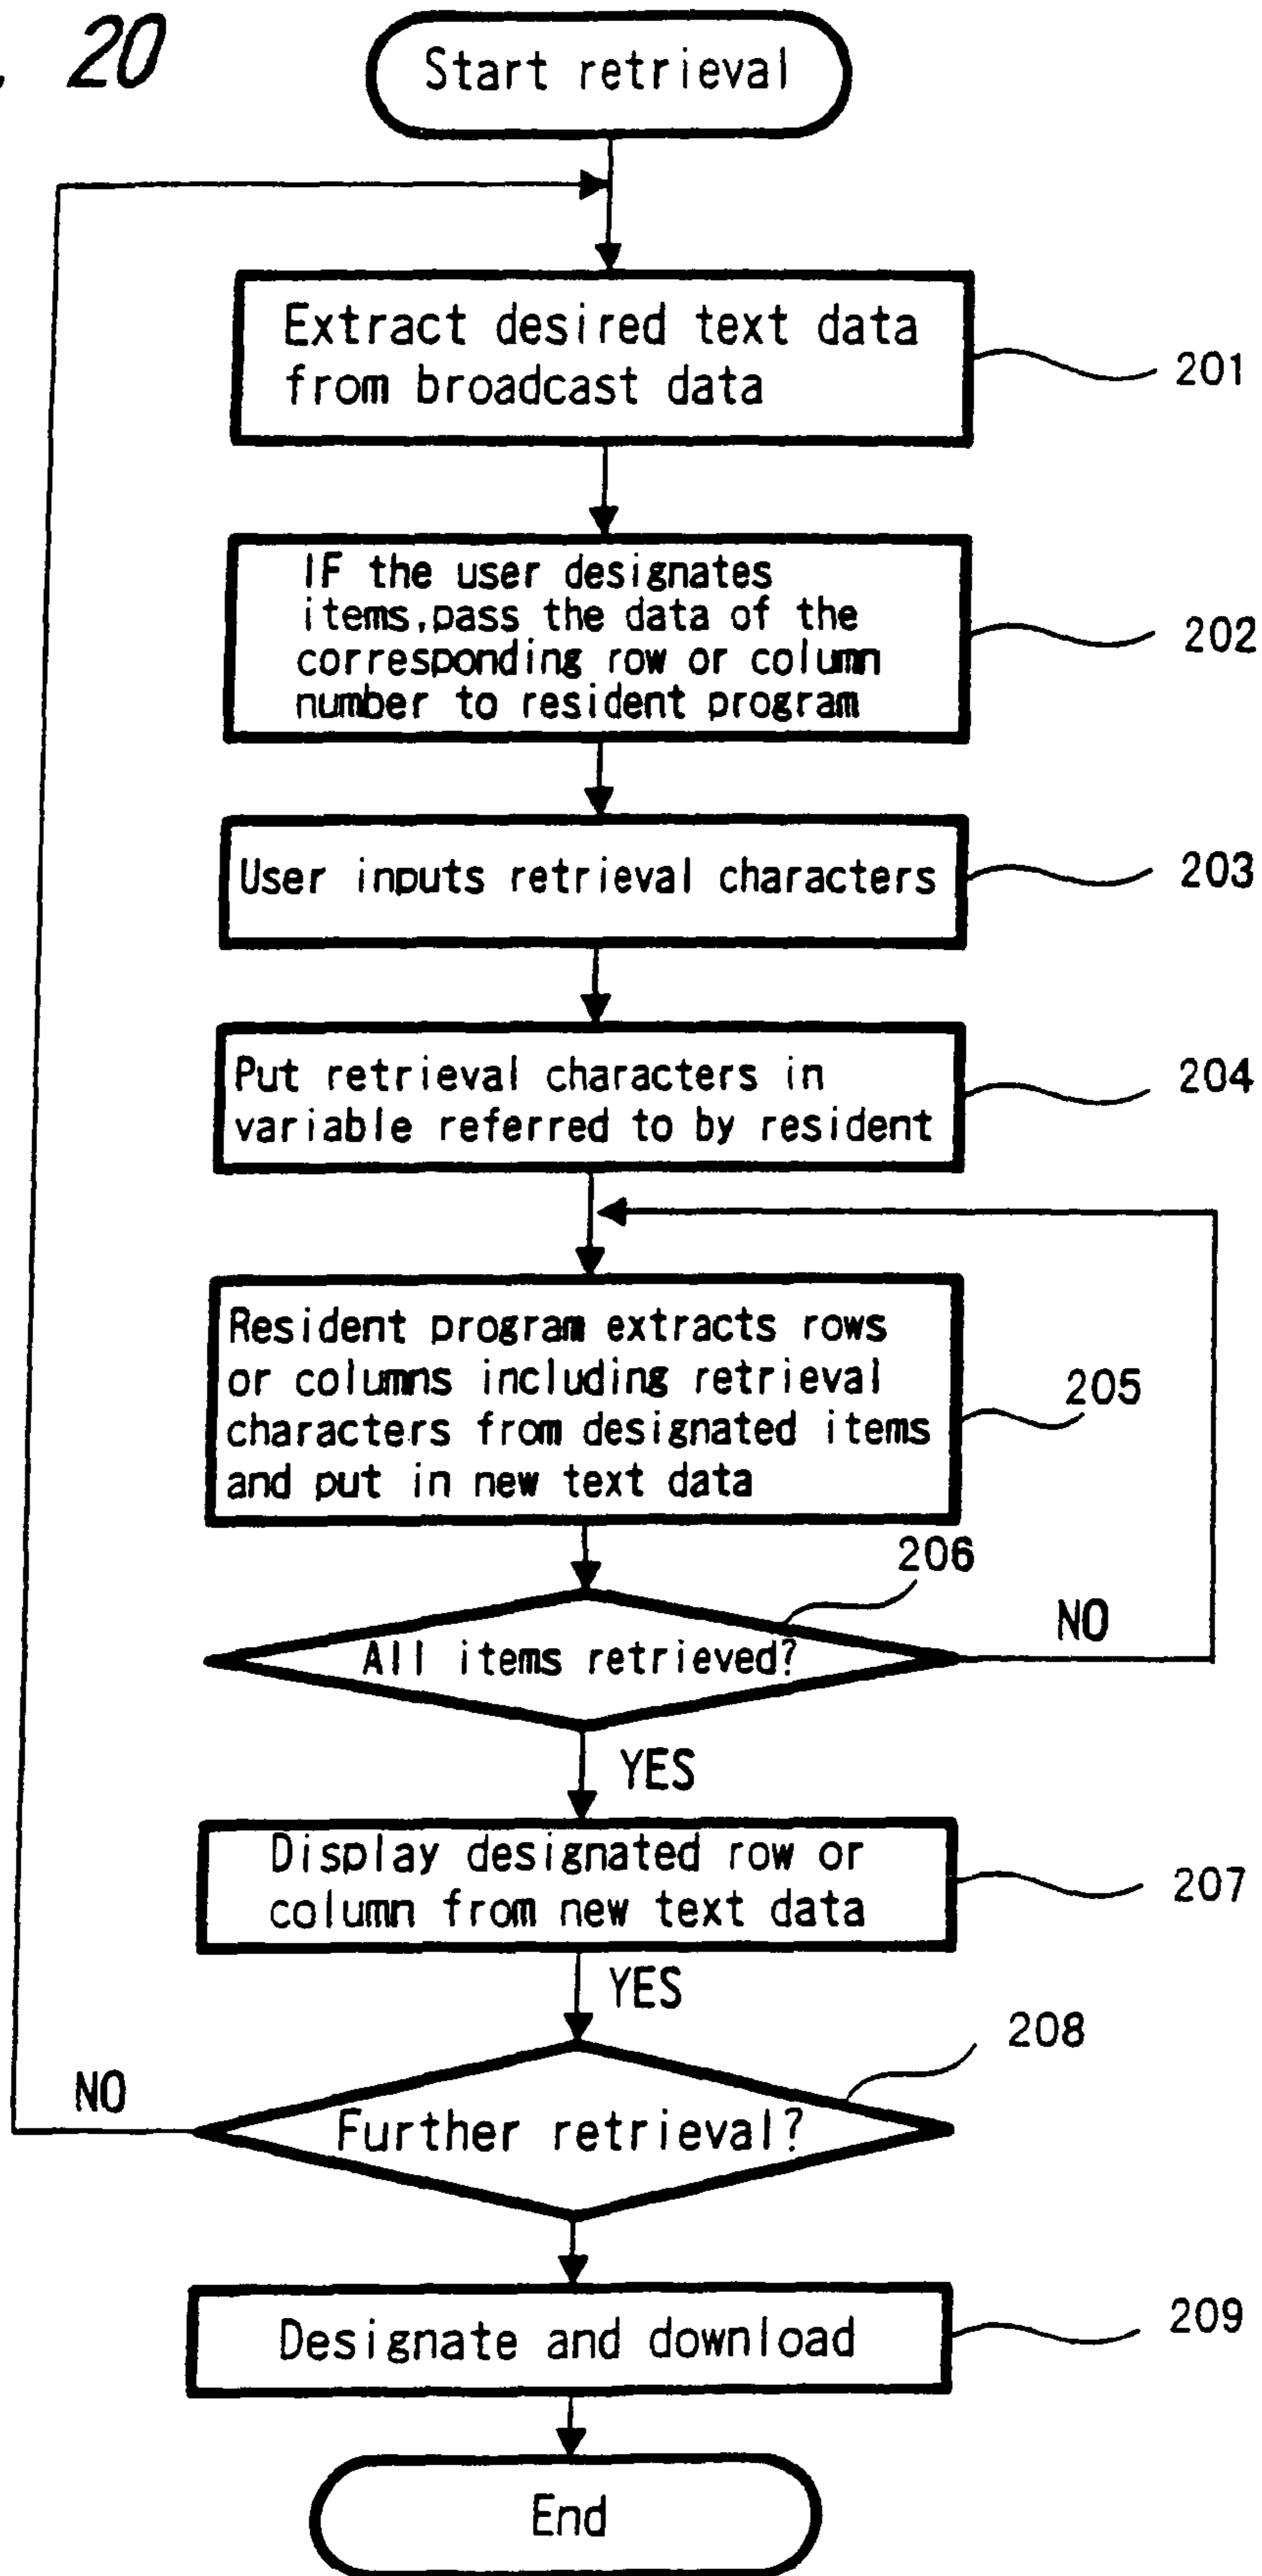 . 20
Start retrieval
Extract desired text data
from broadcast data
201
IF the user designates
items,pass the data of the
corresponding row or column
number to resident program
202
User inputs retrieval characters
203
Put retrieval characters in
variable referred to by resident
204
Resident program extracts rows
or columns including retrieval
characters from designated items
and put in new text data
205
206
All items retrieved?
NO
YES
Display designated row or
column from new text data
207
YES
208
NO
Further retrieval?
Designate and download
209
End